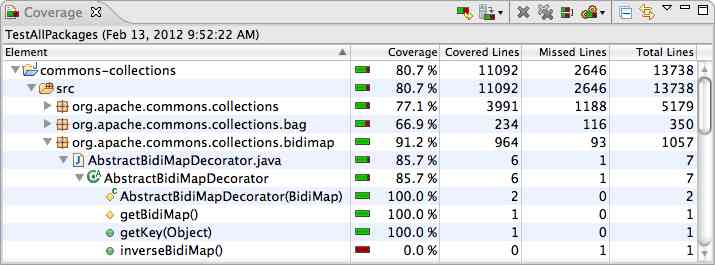 Coverage
TestAllPackages (Feb 13, 2012 9:52:22 AM)
Element Coverage Covered Lines Missed Lines Total Lines
commons-collections 80.7 % 11092 2646 13738
src 80.7 % 11092 2646 13738
org.apache.commons.collections 77.1 % 3991 1188 5179
org.apache.commons.collections.bag 66.9 % 234 116 350
org.apache.commons.collections.bidimap 91.2 % 964 93 1057
AbstractBidiMapDecorator.java 85.7 % 6 1 7
AbstractBidiMapDecorator 85.7 % 6 1 7
AbstractBidiMapDecorator(BidiMap) 100.0 % 2 0 2
getBidiMap() 100.0 % 1 0 1
getKey(Object) 100.0 % 1 0 1
inverseBidiMap() 0.0 % 0 1 1